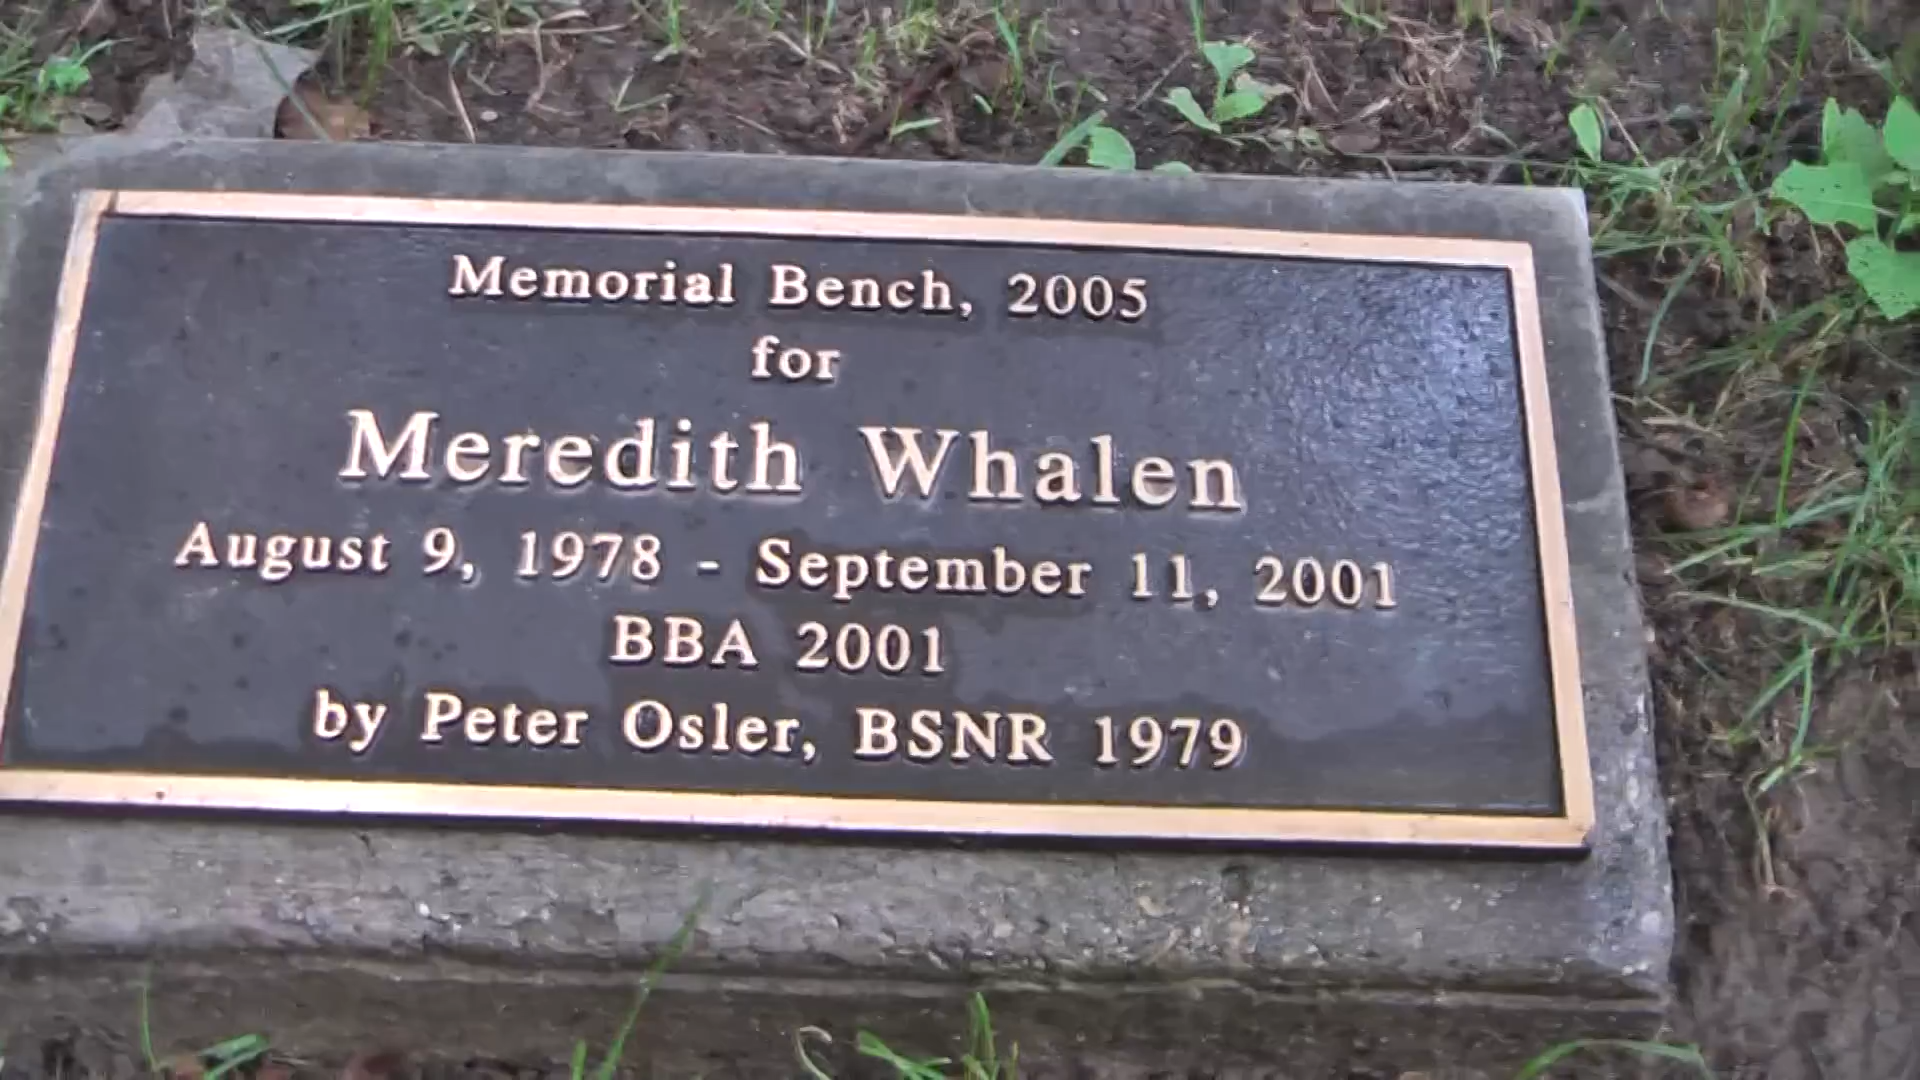 Memorial Bench, 2005
for
Meredith Whalen
August 9, 1978 - September 11, 2001
BBA 2001
by Peter Osler, BSNR 1979